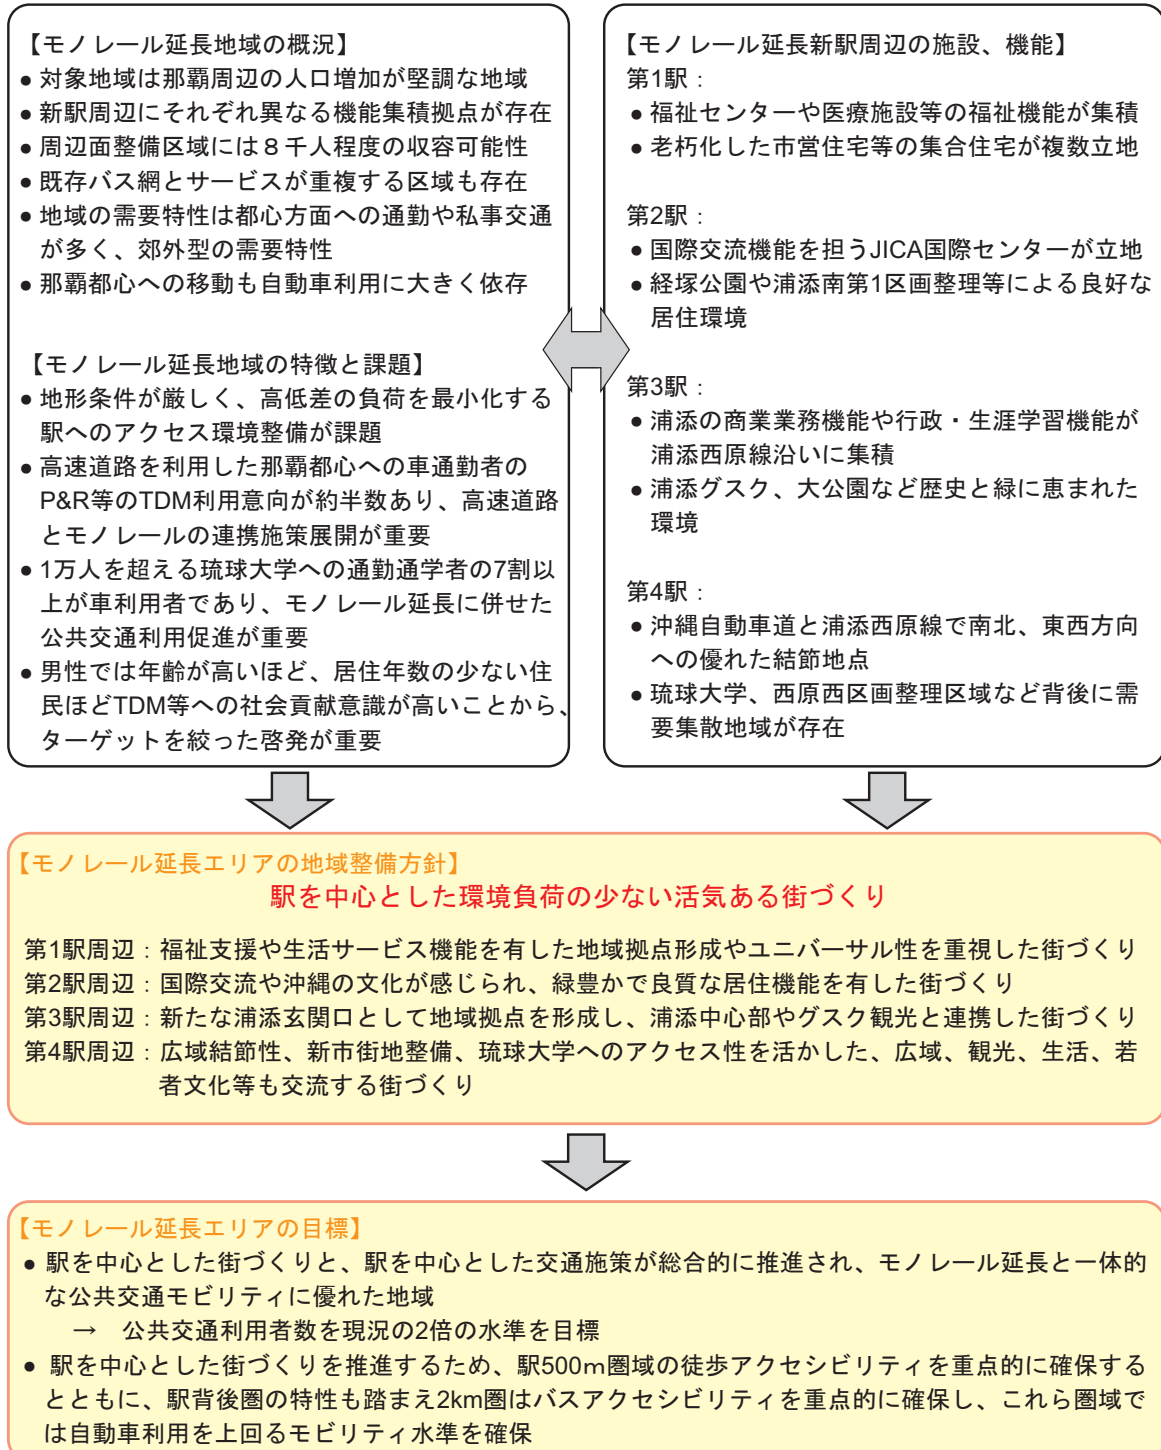 【モノレール延長地域の概況】
● 対象地域は那覇周辺の人口増加が堅調な地域
● 新駅周辺にそれぞれ異なる機能集積拠点が存在
● 周辺面整備区域には８千人程度の収容可能性
● 既存バス網とサービスが重複する区域も存在
● 地域の需要特性は都心方面への通勤や私事交通
が多く、郊外型の需要特性
● 那覇都心への移動も自動車利用に大きく依存
【モノレール延長地域の特徴と課題】
● 地形条件が厳しく、高低差の負荷を最小化する
駅へのアクセス環境整備が課題
● 高速道路を利用した那覇都心への車通勤者の
P&R等のTDM利用意向が約半数あり、高速道路
とモノレールの連携施策展開が重要
● 1万人を超える琉球大学への通勤通学者の7割以
上が車利用者であり、モノレール延長に併せた
公共交通利用促進が重要
● 男性では年齢が高いほど、居住年数の少ない住
民ほどTDM等への社会貢献意識が高いことから、
ターゲットを絞った啓発が重要
【モノレール延長新駅周辺の施設、機能】
第1駅：
● 福祉センターや医療施設等の福祉機能が集積
● 老朽化した市営住宅等の集合住宅が複数立地
第2駅：
● 国際交流機能を担うJICA国際センターが立地
● 経塚公園や浦添南第1区画整理等による良好な
居住環境
第3駅：
● 浦添の商業業務機能や行政・生涯学習機能が
浦添西原線沿いに集積
● 浦添グスク、大公園など歴史と緑に恵まれた
環境
第4駅：
● 沖縄自動車道と浦添西原線で南北、東西方向
への優れた結節地点
● 琉球大学、西原西区画整理区域など背後に需
要集散地域が存在
【モノレール延長エリアの地域整備方針】
駅を中心とした環境負荷の少ない活気ある街づくり
第1駅周辺：福祉支援や生活サービス機能を有した地域拠点形成やユニバーサル性を重視した街づくり
第2駅周辺：国際交流や沖縄の文化が感じられ、緑豊かで良質な居住機能を有した街づくり
第3駅周辺：新たな浦添玄関口として地域拠点を形成し、浦添中心部やグスク観光と連携した街づくり
第4駅周辺：広域結節性、新市街地整備、琉球大学へのアクセス性を活かした、広域、観光、生活、若
者文化等も交流する街づくり
【モノレール延長エリアの目標】
● 駅を中心とした街づくりと、駅を中心とした交通施策が総合的に推進され、モノレール延長と一体的
な公共交通モビリティに優れた地域
→ 公共交通利用者数を現況の2倍の水準を目標
● 駅を中心とした街づくりを推進するため、駅500ｍ圏域の徒歩アクセシビリティを重点的に確保する
とともに、駅背後圏の特性も踏まえ2km圏はバスアクセシビリティを重点的に確保し、これら圏域で
は自動車利用を上回るモビリティ水準を確保